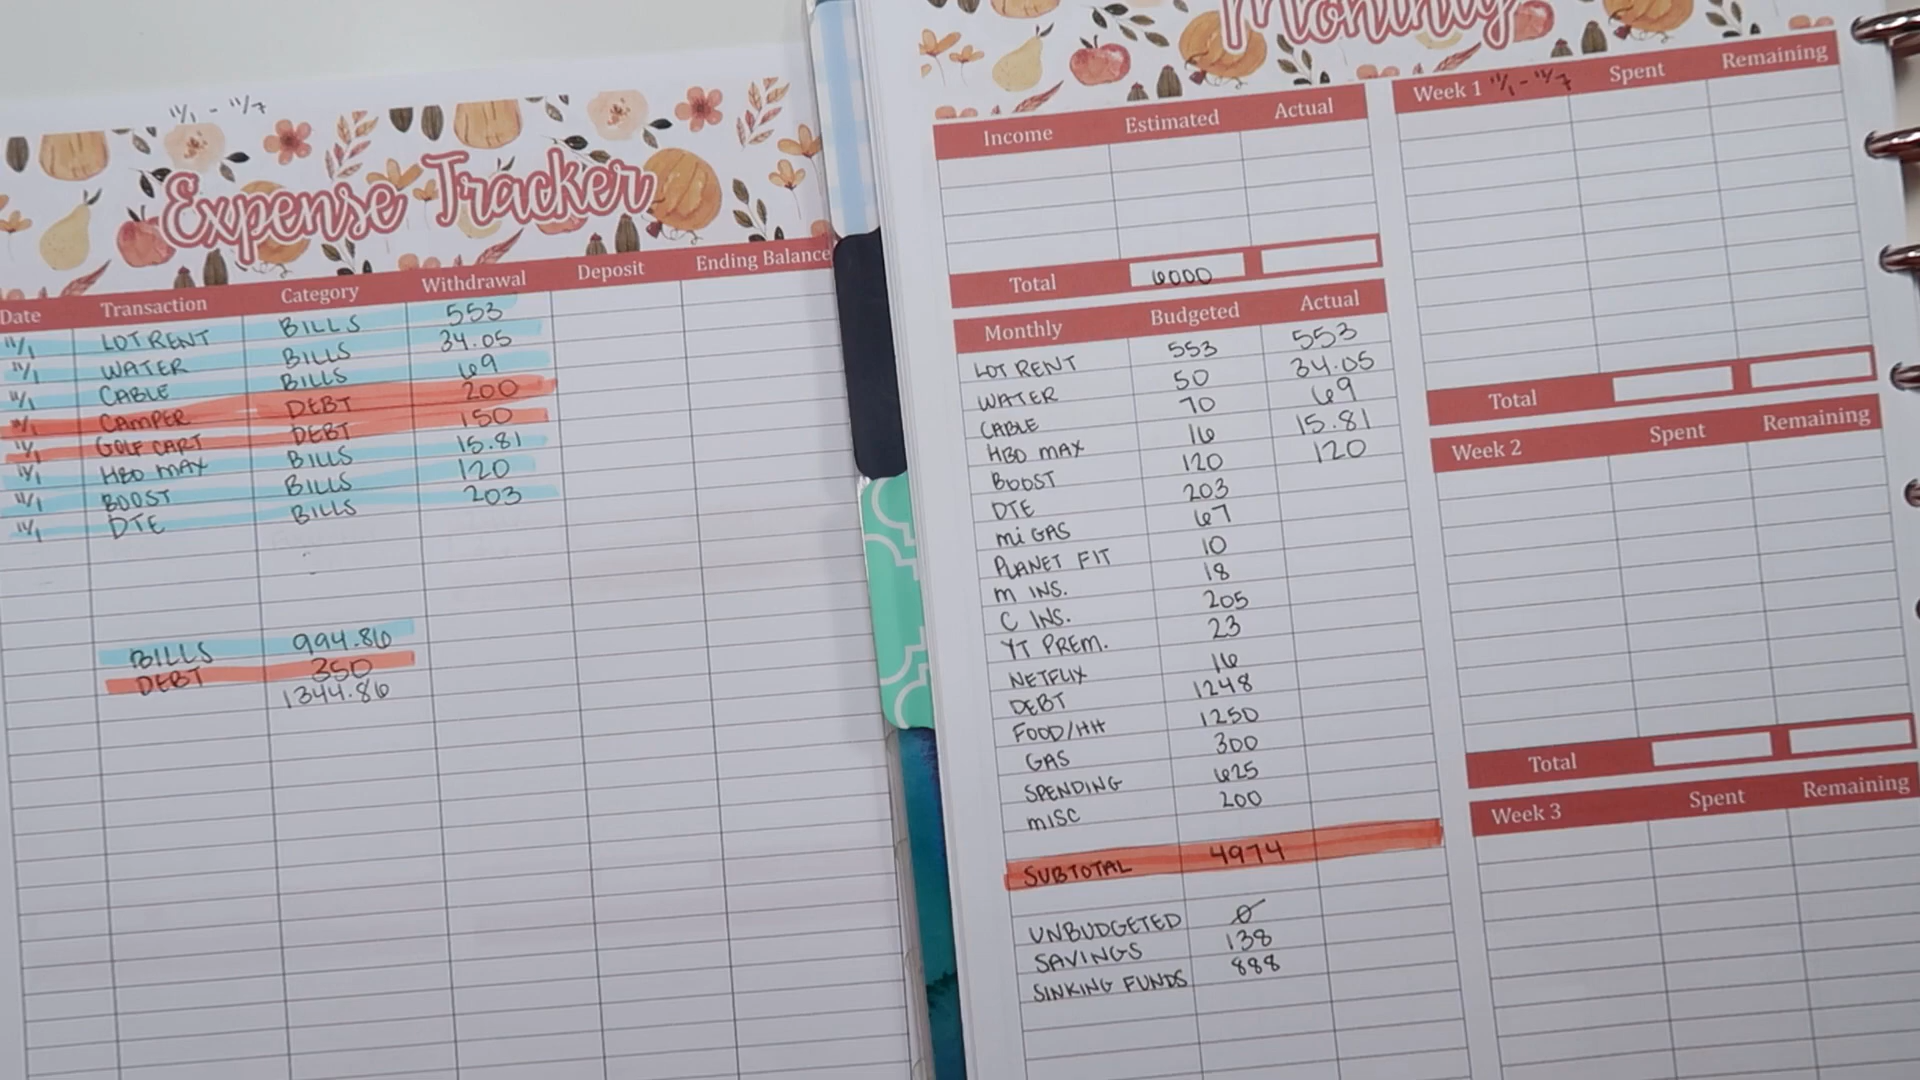 11/1 - 11/7
Expense Tracker
Date Transaction Category Withdrawal Deposit Ending Balance
11/1 LOT RENT BILLS 553
11/1 WATER BILLS 34.05
11/1 CABLE BILLS 69
11/1 CAMPER DEBT 200
11/1 GOLF CART DEBT 150
11/1 HBO MAX BILLS 15.81
11/1 BOOST BILLS 120
11/1 DTE BILLS 203
BILLS 994.86
DEBT 350
1344.86
Monthly
Income Estimated Actual
Total 6000
Monthly Budgeted Actual
LOT RENT 553 553
WATER 50 34.05
CABLE 70 69
HBO MAX 16 15.81
BOOST 120 120
DTE 203
mi GAS 67
PLANET FIT 10
M INS. 18
C INS. 205
YT PREM. 23
NETFLIX 16
DEBT 1248
FOOD/HH 1250
GAS 300
SPENDING 625
MISC 200
SUBTOTAL 4974
UNBUDGETED 0
SAVINGS 138
SINKING FUNDS 888
Week 1 11/1 - 11/7 Spent Remaining
Total
Week 2 Spent Remaining
Total
Week 3 Spent Remaining